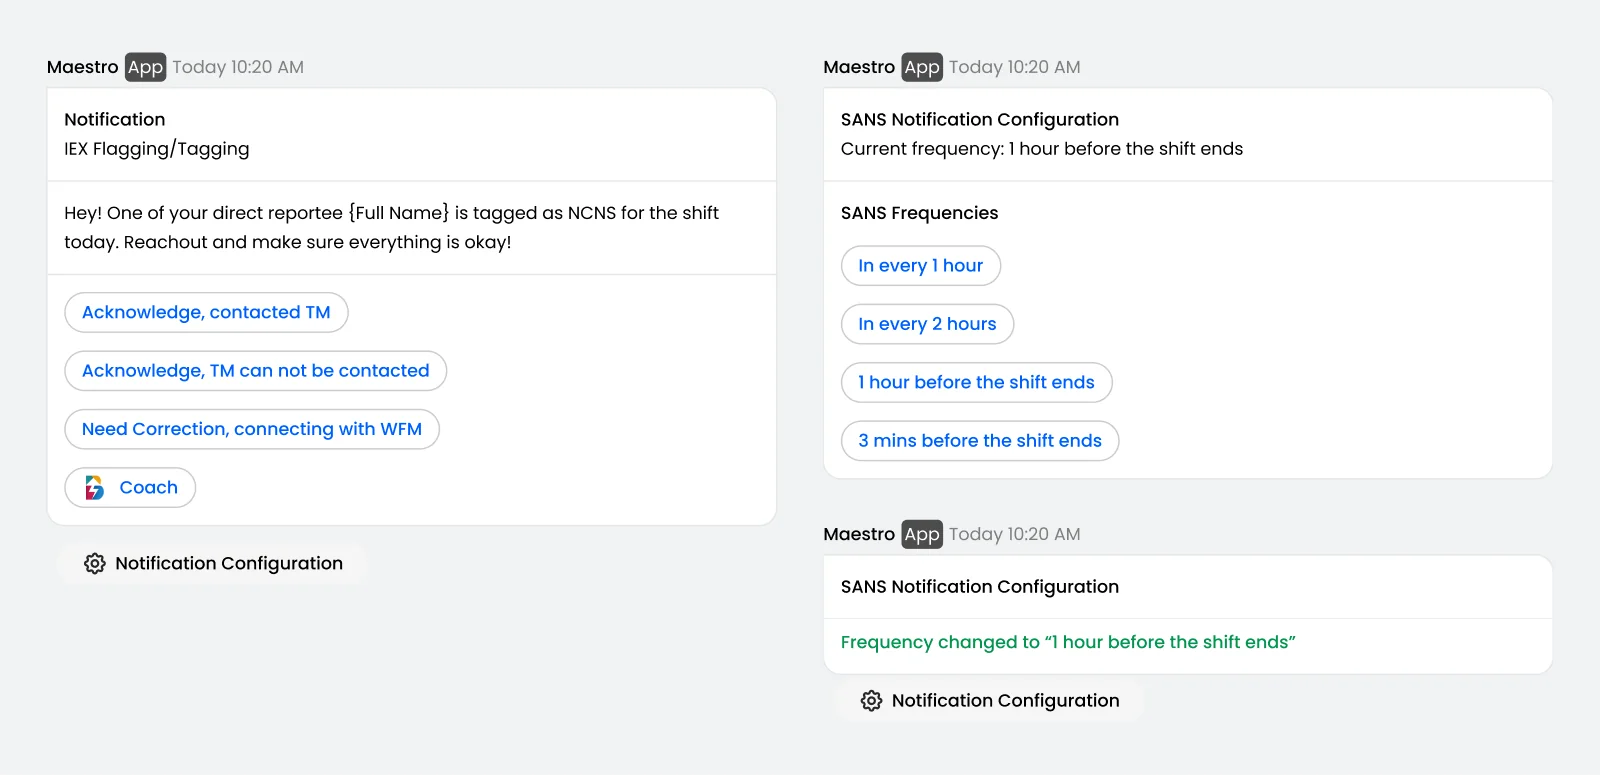 Maestro App Today 10:20 AM
Notification
IEX Flagging/Tagging
Hey! One of your direct reportee {Full Name} is tagged as NCNS for the shift
today. Reachout and make sure everything is okay!
Acknowledge, contacted TM
Acknowledge, TM can not be contacted
Need Correction, connecting with WFM
Coach
Notification Configuration
Maestro App Today 10:20 AM
SANS Notification Configuration
Current frequency: 1 hour before the shift ends
SANS Frequencies
In every 1 hour
In every 2 hours
1 hour before the shift ends
3 mins before the shift ends
Maestro App Today 10:20 AM
SANS Notification Configuration
Frequency changed to “1 hour before the shift ends”
Notification Configuration